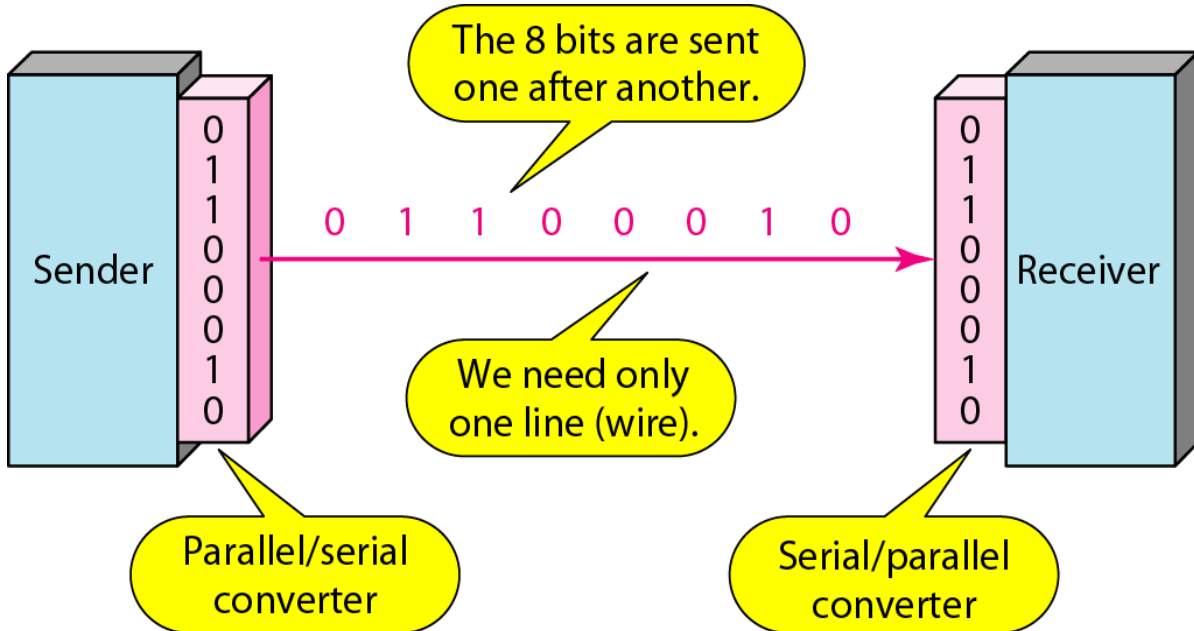 The 8 bits are sent
one after another.
0
1
1
0
0
0
1
0
0 1 1 0 0 0 1 0
0
1
1
0
0
0
1
0
Sender
Receiver
We need only
one line (wire).
Parallel/serial
converter
Serial/parallel
converter